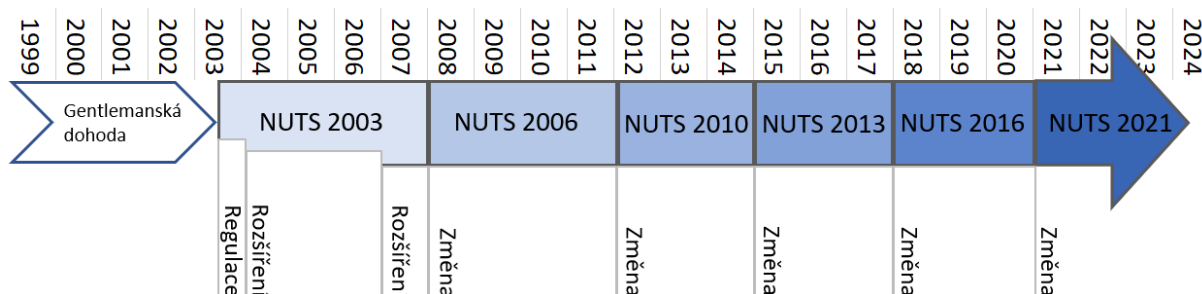 1999
2000
2001
2002
2003
2004
2005
2006
2007
2008
2009
2010
2011
2012
2013
2014
2015
2016
2017
2018
2019
2020
2021
2022
2023
2024
Gentlemanská
dohoda
NUTS 2003
NUTS 2006
NUTS 2010
NUTS 2013
NUTS 2016
NUTS 2021
Regulace
Rozšíření
Rozšířen
Změna
Změna
Změna
Změna
Změna